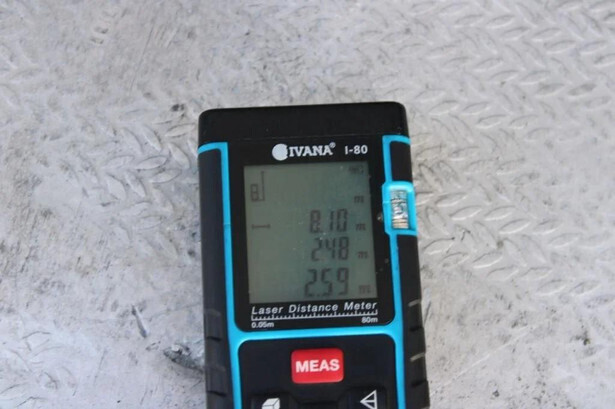 IVANA® I-80
m
8.10 m
2.48 m
2.59 m
Laser Distance Meter
0.05m 80m
MEAS